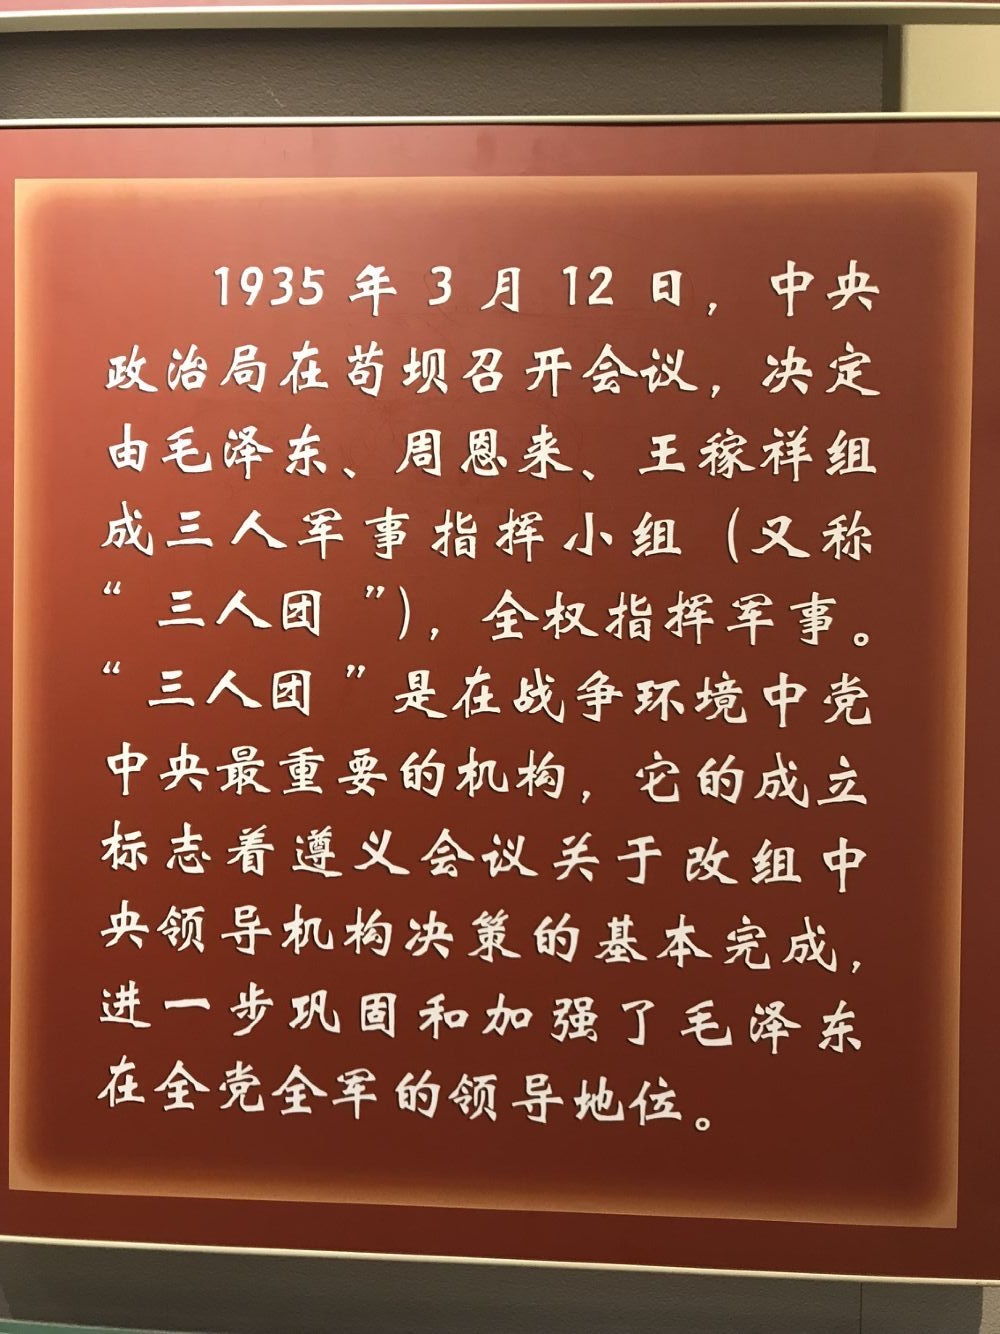 1935 年 3 月 12 日，中央
政治局在苟坝召开会议，决定
由毛泽东、周恩来、王稼祥组
成三人军事指挥小组（又称
“三人团”），全权指挥军事。
“三人团”是在战争环境中党
中央最重要的机构，它的成立
标志着遵义会议关于改组中
央领导机构决策的基本完成，
进一步巩固和加强了毛泽东
在全党全军的领导地位。